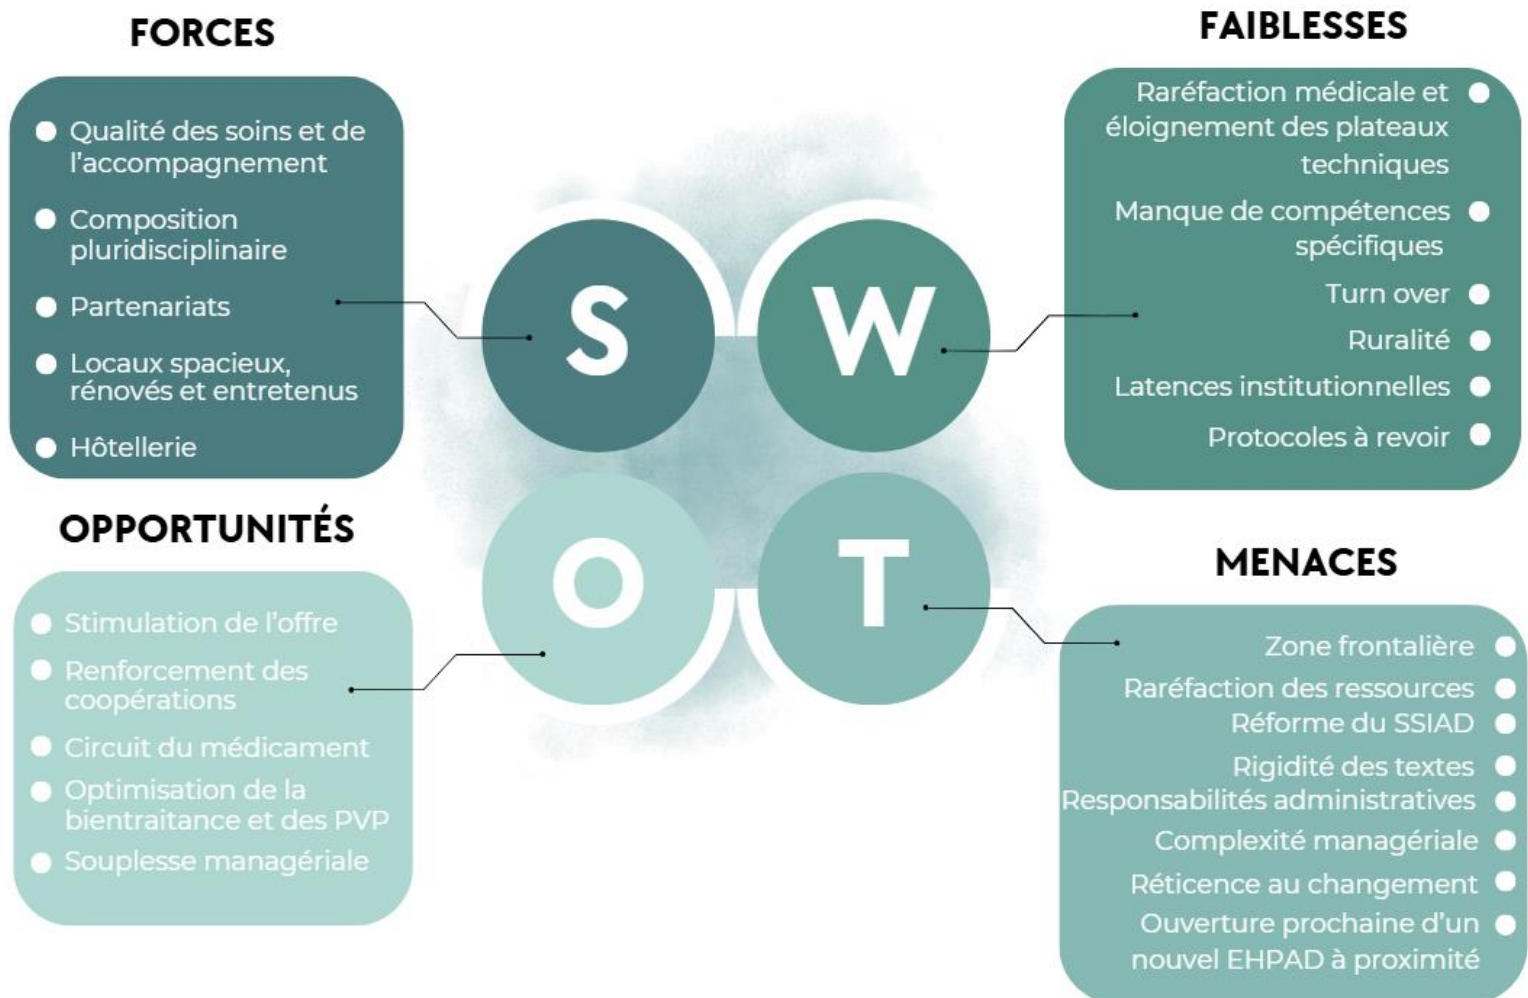 FORCES
Qualité des soins et de
l'accompagnement
Composition
pluridisciplinaire
Partenariats
Locaux spacieux,
rénovés et entretenus
Hôtellerie
FAIBLESSES
Raréfaction médicale et
éloignement des plateaux
techniques
Manque de compétences
spécifiques
Turn over
Ruralité
Latences institutionnelles
Protocoles à revoir
S
W
O
T
OPPORTUNITÉS
Stimulation de l'offre
Renforcement des
coopérations
Circuit du médicament
Optimisation de la
bientraitance et des PVP
Souplesse managériale
MENACES
Zone frontalière
Raréfaction des ressources
Réforme du SSIAD
Rigidité des textes
Responsabilités administratives
Complexité managériale
Réticence au changement
Ouverture prochaine d'un
nouvel EHPAD à proximité